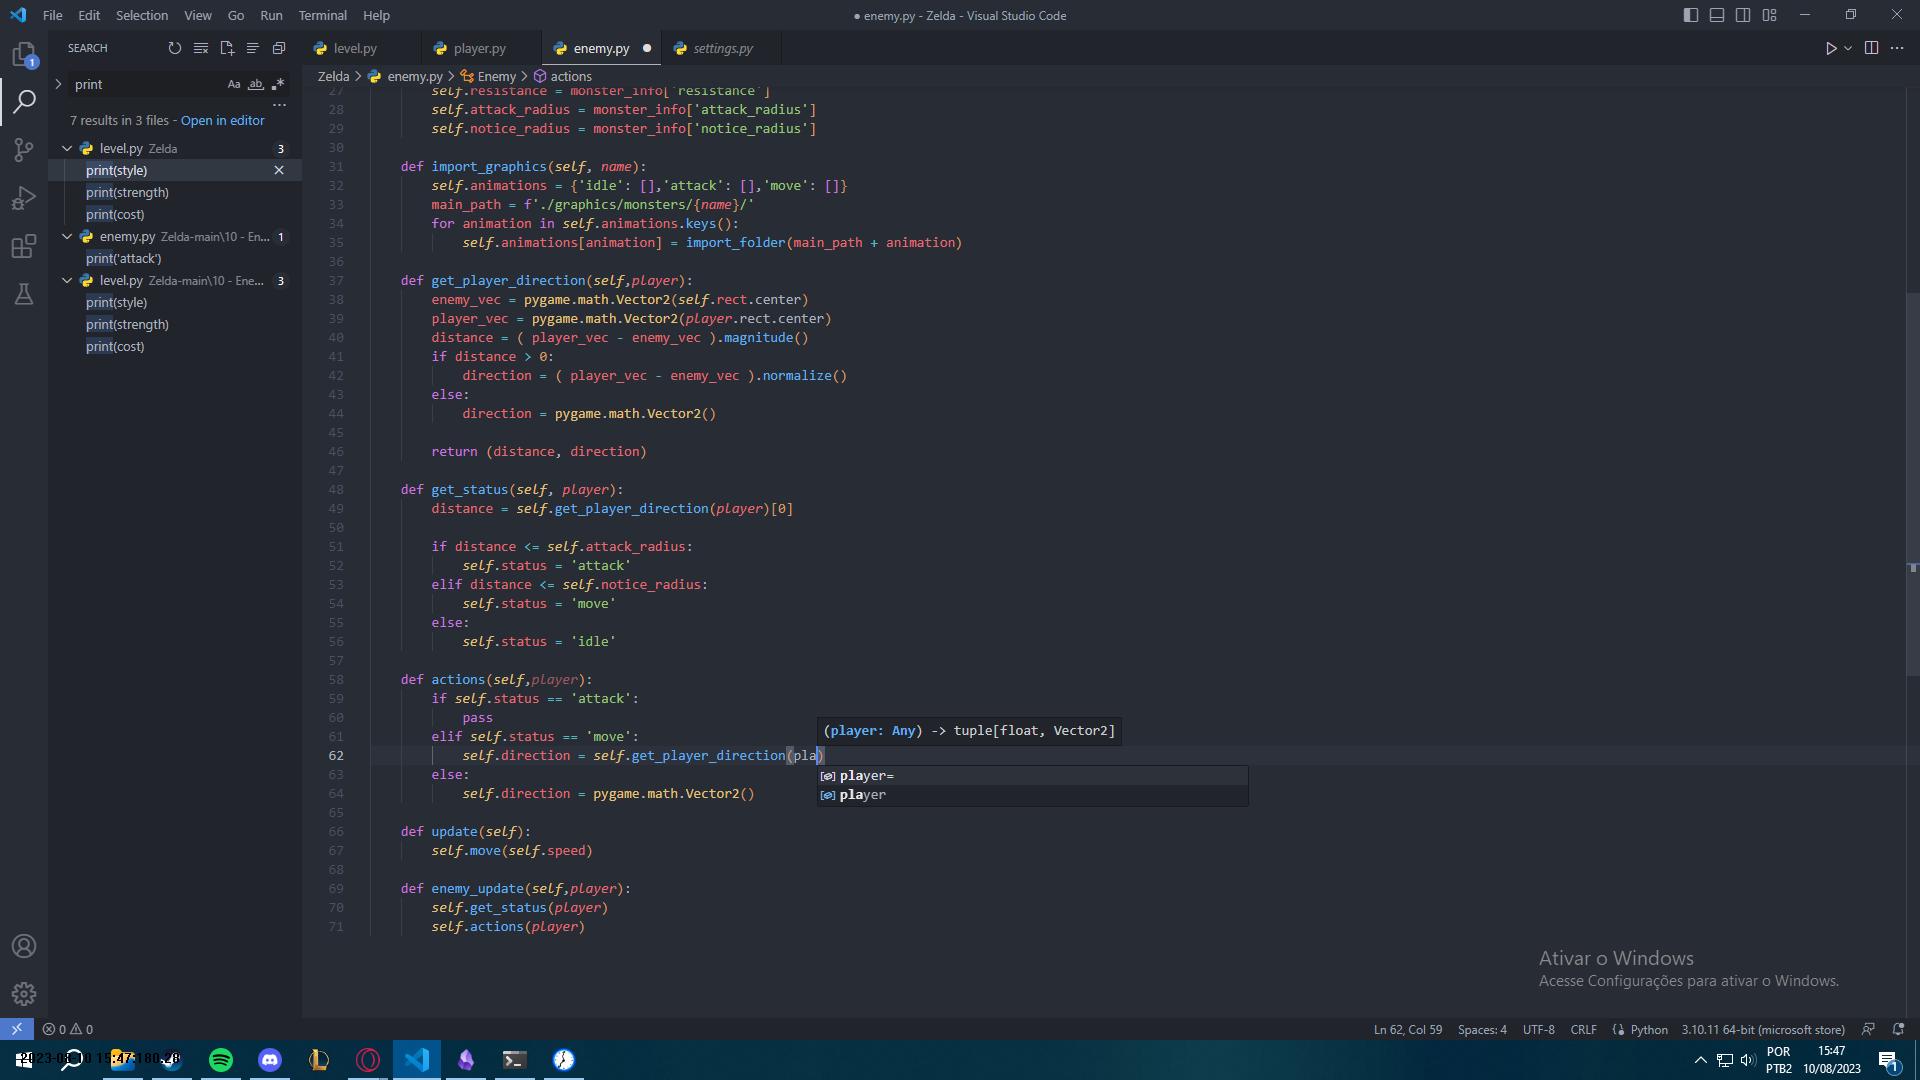 File Edit Selection View Go Run Terminal Help
● enemy.py - Zelda - Visual Studio Code
SEARCH
level.py
player.py
enemy.py
settings.py
Zelda > enemy.py > Enemy > actions
print
Aa ab
7 results in 3 files - Open in editor
level.py Zelda 3
print(style)
print(strength)
print(cost)
enemy.py Zelda-main\10 - En... 1
print('attack')
level.py Zelda-main\10 - Ene... 3
print(style)
print(strength)
print(cost)
27 self.resistance = monster_info['resistance']
28 self.attack_radius = monster_info['attack_radius']
29 self.notice_radius = monster_info['notice_radius']
30
31 def import_graphics(self, name):
32 self.animations = {'idle': [],'attack': [],'move': []}
33 main_path = f'./graphics/monsters/{name}/'
34 for animation in self.animations.keys():
35 self.animations[animation] = import_folder(main_path + animation)
36
37 def get_player_direction(self,player):
38 enemy_vec = pygame.math.Vector2(self.rect.center)
39 player_vec = pygame.math.Vector2(player.rect.center)
40 distance = ( player_vec - enemy_vec ).magnitude()
41 if distance > 0:
42 direction = ( player_vec - enemy_vec ).normalize()
43 else:
44 direction = pygame.math.Vector2()
45
46 return (distance, direction)
47
48 def get_status(self, player):
49 distance = self.get_player_direction(player)[0]
50
51 if distance <= self.attack_radius:
52 self.status = 'attack'
53 elif distance <= self.notice_radius:
54 self.status = 'move'
55 else:
56 self.status = 'idle'
57
58 def actions(self,player):
59 if self.status == 'attack':
60 pass
61 elif self.status == 'move':
(player: Any) -> tuple[float, Vector2]
62 self.direction = self.get_player_direction(pla)
player=
player
63 else:
64 self.direction = pygame.math.Vector2()
65
66 def update(self):
67 self.move(self.speed)
68
69 def enemy_update(self,player):
70 self.get_status(player)
71 self.actions(player)
Ativar o Windows
Acesse Configurações para ativar o Windows.
0 0
Ln 62, Col 59 Spaces: 4 UTF-8 CRLF Python 3.10.11 64-bit (microsoft store)
POR
PTB2
15:47
10/08/2023
1
1